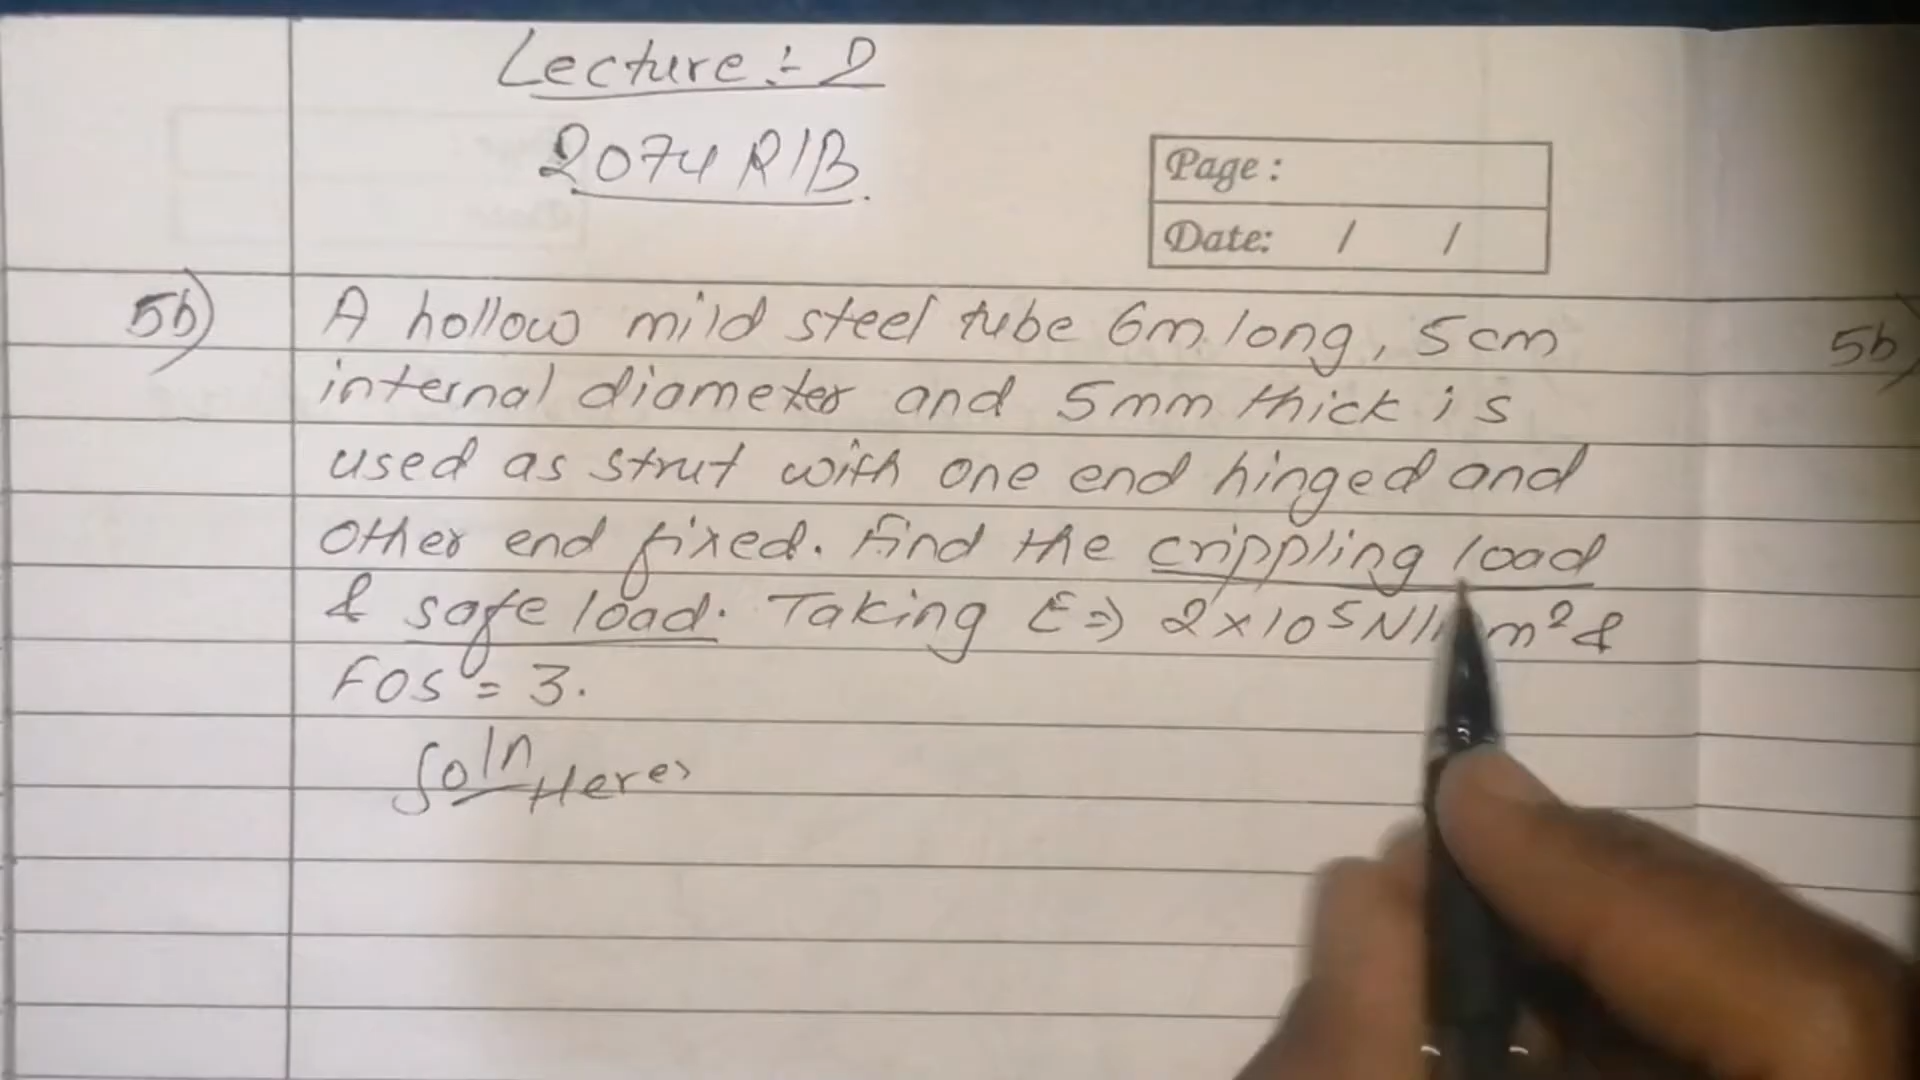 Lecture :- 2
2074 R/B.
Page :
Date: / /
5b) A hollow mild steel tube 6m long, 5cm
internal diameter and 5mm thick is
used as strut with one end hinged and
other end fixed. Find the crippling load
& safe load. Taking E => 2×10⁵ N/ m² &
FOS = 3.
Soln Here,
5b)